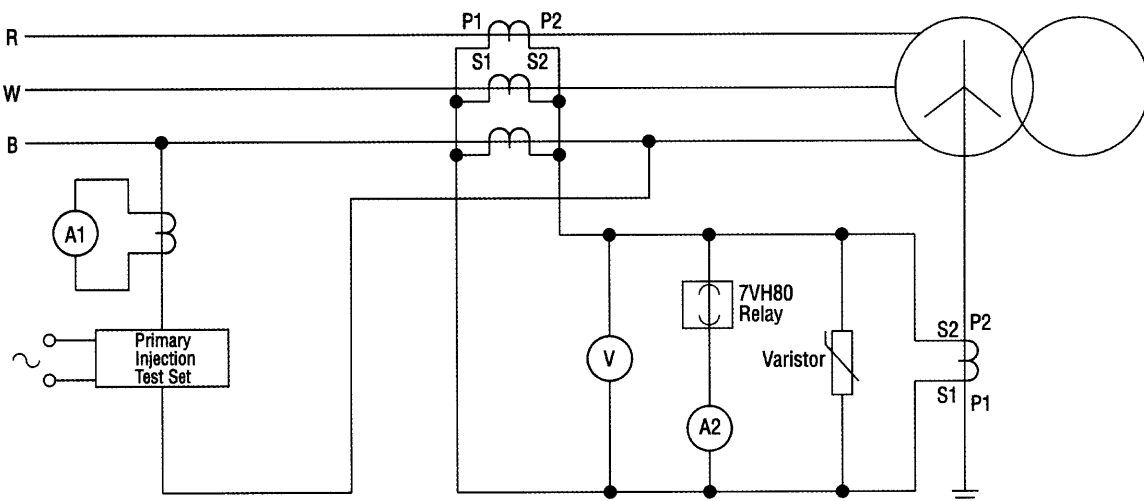 P1 P2
R
S1 S2
W
B
A1
7VH80
Relay
Primary
Injection
Test Set
V
Varistor
S2 P2
S1 P1
A2